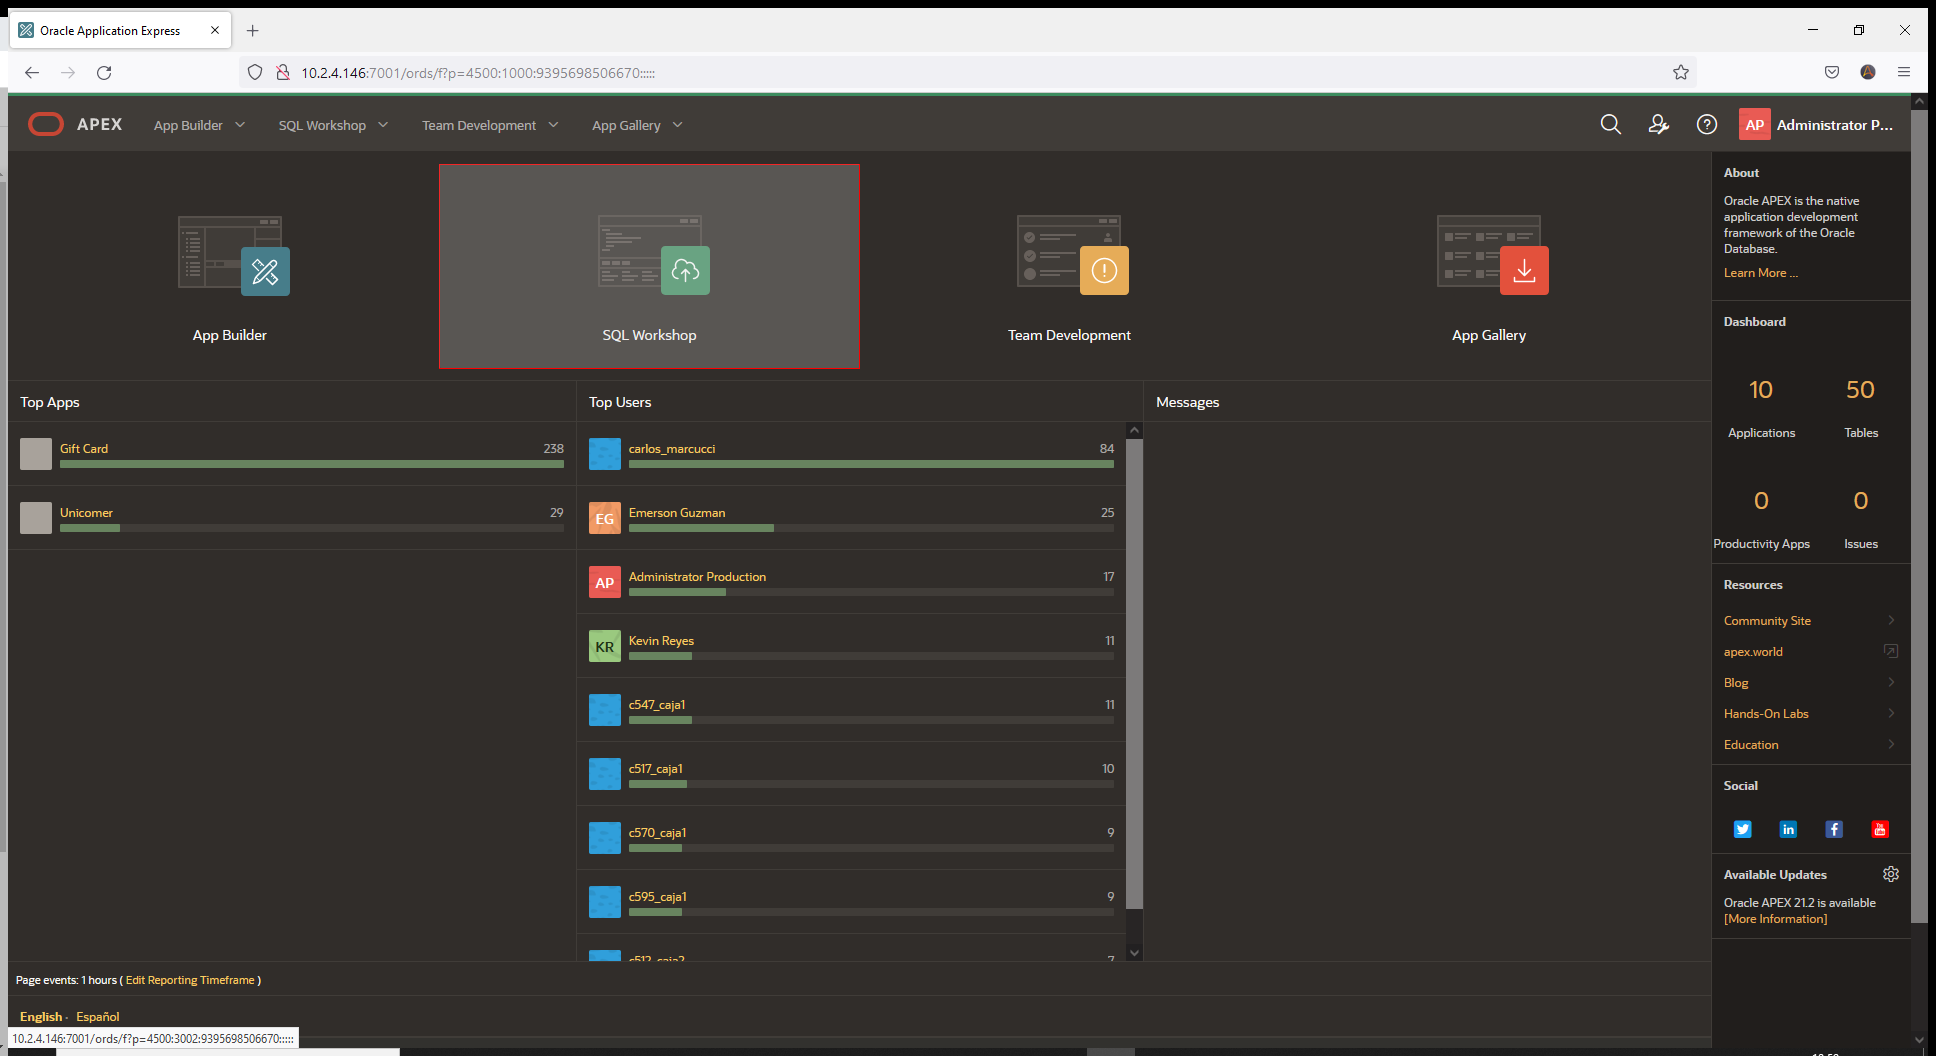 Oracle Application Express
10.2.4.146:7001/ords/f?p=4500:1000:9395698506670:::::
APEX
App Builder
SQL Workshop
Team Development
App Gallery
AP
Administrator P...
App Builder
SQL Workshop
Team Development
App Gallery
Top Apps
Gift Card 238
Unicomer 29
Top Users
carlos_marcucci 84
EG Emerson Guzman 25
AP Administrator Production 17
KR Kevin Reyes 11
c547_caja1 11
c517_caja1 10
c570_caja1 9
c595_caja1 9
c512_caja2 7
Messages
About
Oracle APEX is the native
application development
framework of the Oracle
Database.
Learn More ...
Dashboard
10 50
Applications Tables
0 0
Productivity Apps Issues
Resources
Community Site
apex.world
Blog
Hands-On Labs
Education
Social
Available Updates
Oracle APEX 21.2 is available
[More Information]
Page events: 1 hours ( Edit Reporting Timeframe )
English - Español
10.2.4.146:7001/ords/f?p=4500:3002:9395698506670:::::